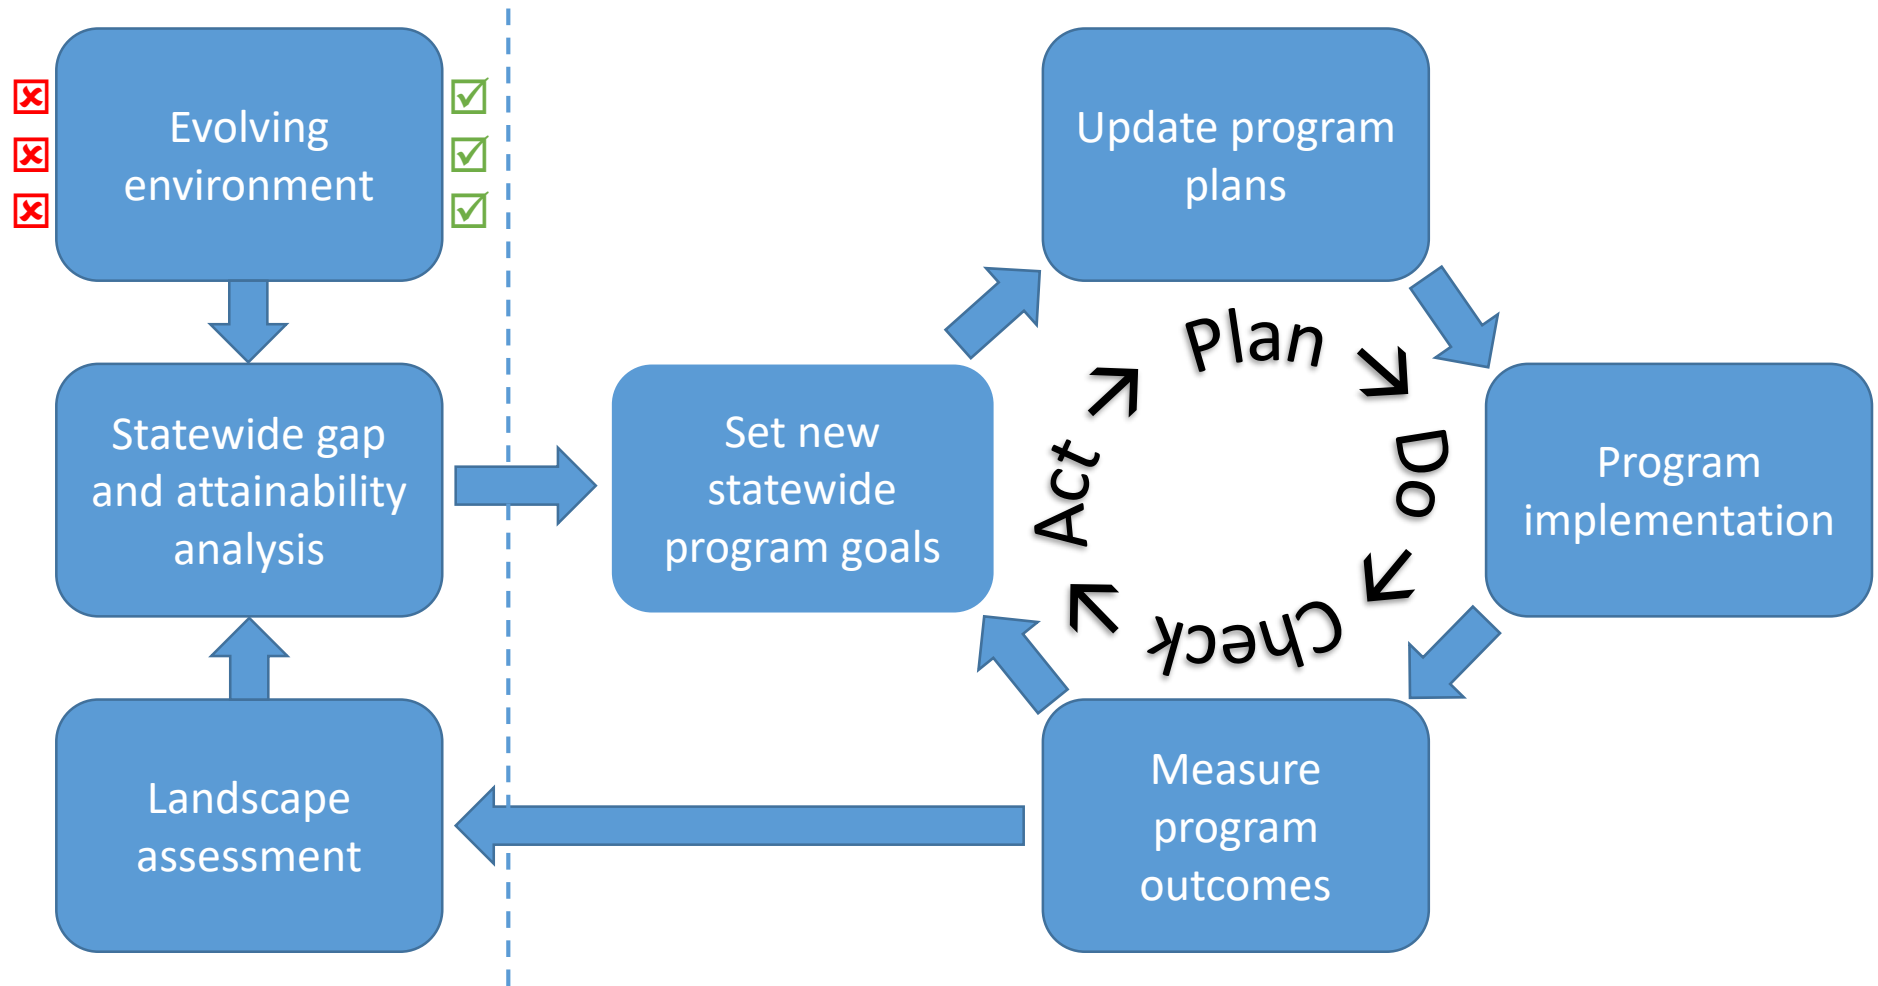 Evolving
environment
Update program
plans
Statewide gap
and attainability
analysis
Set new
statewide
program goals
Plan
Do
Check
Act
Program
implementation
Landscape
assessment
Measure
program
outcomes